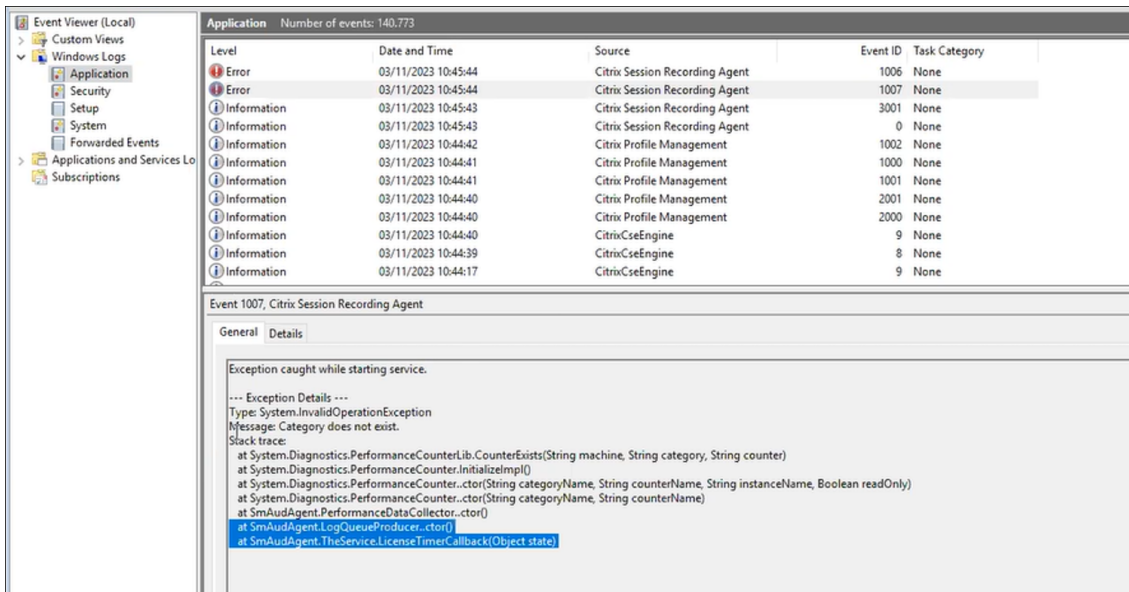 Event Viewer (Local)
Custom Views
Windows Logs
Application
Security
Setup
System
Forwarded Events
Applications and Services Lo
Subscriptions
Application Number of events: 140.773
Level Date and Time Source Event ID Task Category
Error 03/11/2023 10:45:44 Citrix Session Recording Agent 1006 None
Error 03/11/2023 10:45:44 Citrix Session Recording Agent 1007 None
Information 03/11/2023 10:45:43 Citrix Session Recording Agent 3001 None
Information 03/11/2023 10:45:43 Citrix Session Recording Agent 0 None
Information 03/11/2023 10:44:42 Citrix Profile Management 1002 None
Information 03/11/2023 10:44:41 Citrix Profile Management 1000 None
Information 03/11/2023 10:44:41 Citrix Profile Management 1001 None
Information 03/11/2023 10:44:40 Citrix Profile Management 2001 None
Information 03/11/2023 10:44:40 Citrix Profile Management 2000 None
Information 03/11/2023 10:44:40 CitrixCseEngine 9 None
Information 03/11/2023 10:44:39 CitrixCseEngine 8 None
Information 03/11/2023 10:44:17 CitrixCseEngine 9 None
Event 1007, Citrix Session Recording Agent
General Details
Exception caught while starting service.
--- Exception Details ---
Type: System.InvalidOperationException
Message: Category does not exist.
Stack trace:
at System.Diagnostics.PerformanceCounterLib.CounterExists(String machine, String category, String counter)
at System.Diagnostics.PerformanceCounter.InitializeImpl()
at System.Diagnostics.PerformanceCounter..ctor(String categoryName, String counterName, String instanceName, Boolean readOnly)
at System.Diagnostics.PerformanceCounter..ctor(String categoryName, String counterName)
at SmAudAgent.PerformanceDataCollector..ctor()
at SmAudAgent.LogQueueProducer..ctor()
at SmAudAgent.TheService.LicenseTimerCallback(Object state)